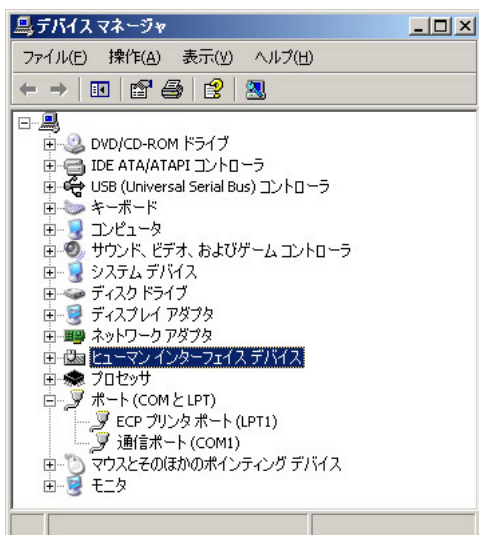 デバイス マネージャ
ファイル(F) 操作(A) 表示(V) ヘルプ(H)
DVD/CD-ROM ドライブ
IDE ATA/ATAPI コントローラ
USB (Universal Serial Bus) コントローラ
キーボード
コンピュータ
サウンド、ビデオ、およびゲーム コントローラ
システム デバイス
ディスク ドライブ
ディスプレイ アダプタ
ネットワーク アダプタ
ヒューマン インターフェイス デバイス
プロセッサ
ポート (COM と LPT)
ECP プリンタ ポート (LPT1)
通信ポート (COM1)
マウスとそのほかのポインティング デバイス
モニタ